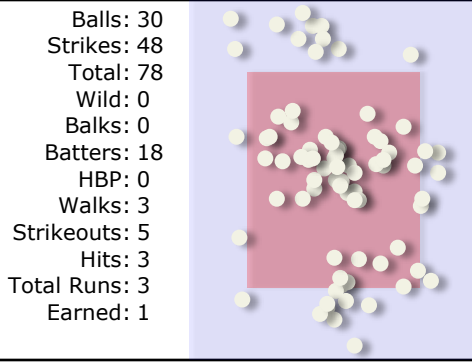 Balls: 30
Strikes: 48
Total: 78
Wild: 0
Balks: 0
Batters: 18
HBP: 0
Walks: 3
Strikeouts: 5
Hits: 3
Total Runs: 3
Earned: 1